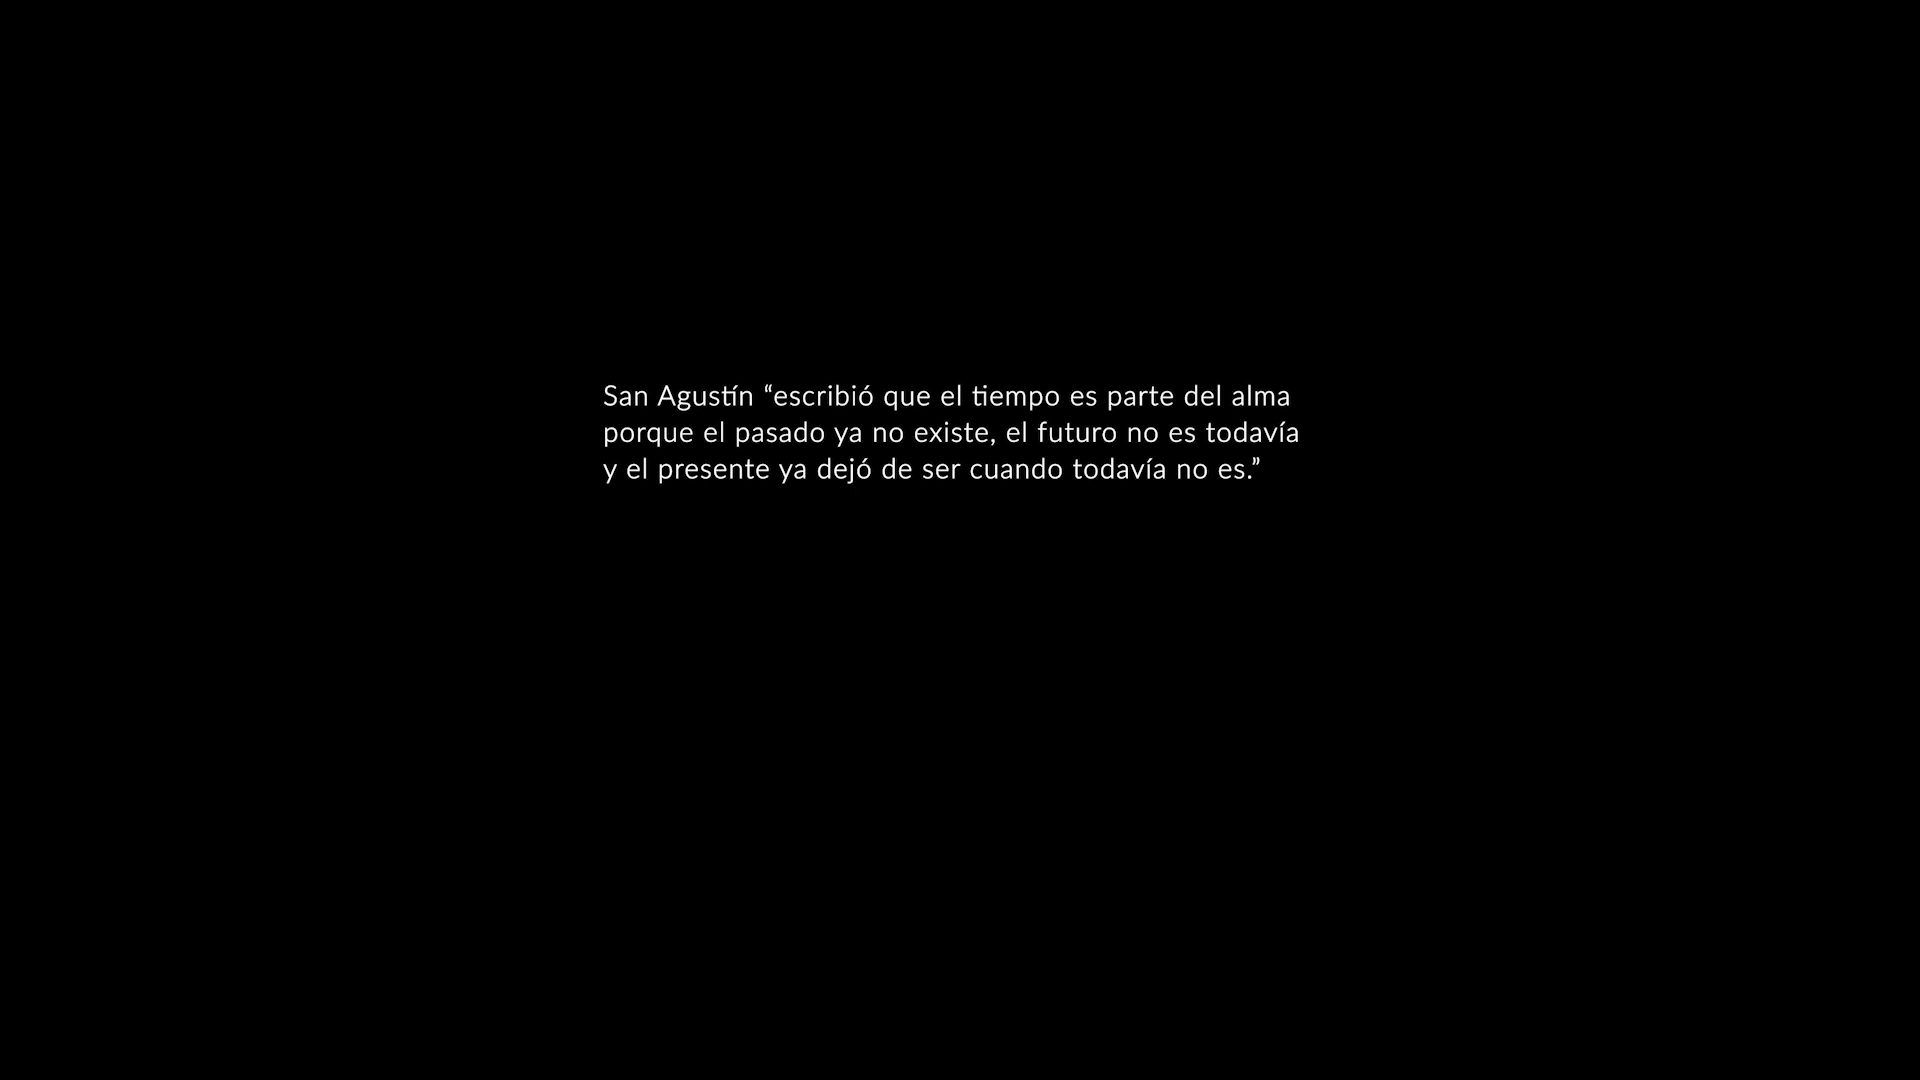 San Agustín “escribió que el tiempo es parte del alma
porque el pasado ya no existe, el futuro no es todavía
y el presente ya dejó de ser cuando todavía no es.”